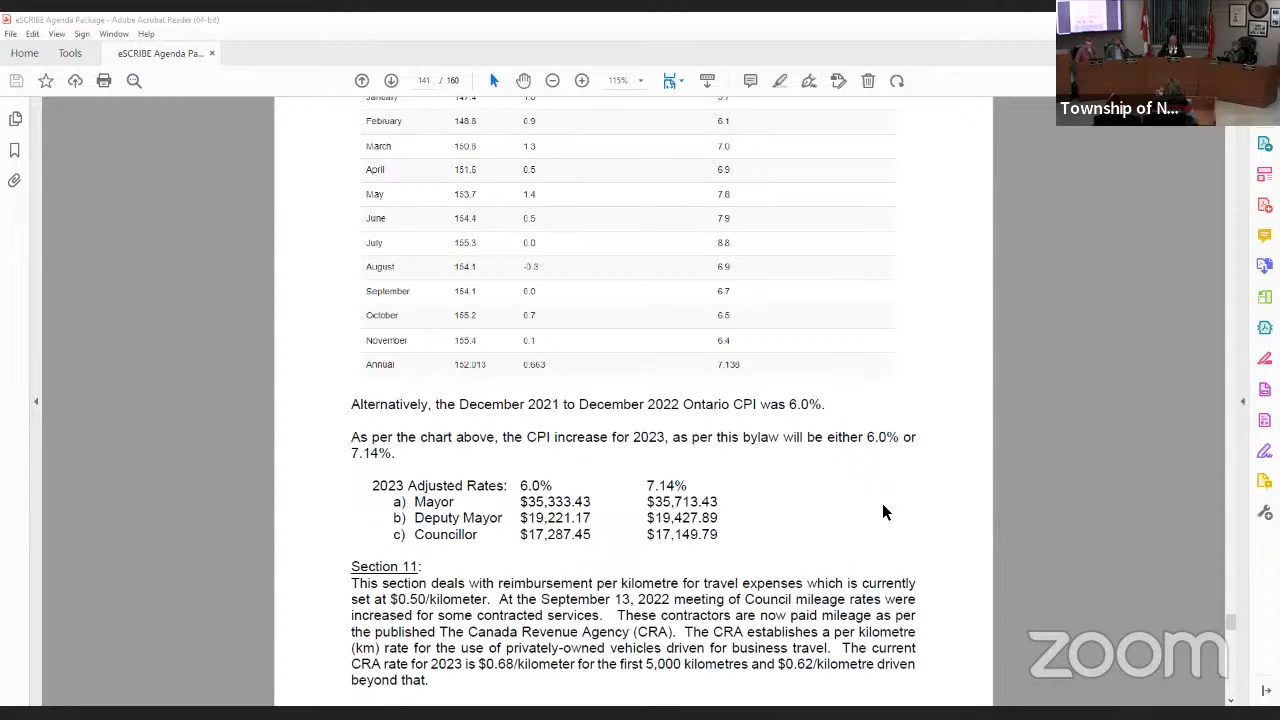 eSCRIBE Agenda Package - Adobe Acrobat Reader (64-bit)
File Edit View Sign Window Help
Home Tools eSCRIBE Agenda Pa... ×
141 / 160 115%
Township of N...
January 147.4
February 148.8 0.9 6.1
March 150.8 1.3 7.0
April 151.6 0.5 6.9
May 153.7 1.4 7.8
June 154.4 0.5 7.9
July 155.3 0.0 8.8
August 154.1 -0.3 6.9
September 154.1 0.0 6.7
October 155.2 0.7 6.5
November 155.4 0.1 6.4
Annual 152.013 0.663 7.138
Alternatively, the December 2021 to December 2022 Ontario CPI was 6.0%.
As per the chart above, the CPI increase for 2023, as per this bylaw will be either 6.0% or
7.14%.
2023 Adjusted Rates: 6.0% 7.14%
a) Mayor $35,333.43 $35,713.43
b) Deputy Mayor $19,221.17 $19,427.89
c) Councillor $17,287.45 $17,149.79
Section 11:
This section deals with reimbursement per kilometre for travel expenses which is currently
set at $0.50/kilometer. At the September 13, 2022 meeting of Council mileage rates were
increased for some contracted services. These contractors are now paid mileage as per
the published The Canada Revenue Agency (CRA). The CRA establishes a per kilometre
(km) rate for the use of privately-owned vehicles driven for business travel. The current
CRA rate for 2023 is $0.68/kilometer for the first 5,000 kilometres and $0.62/kilometre driven
beyond that.
zoom